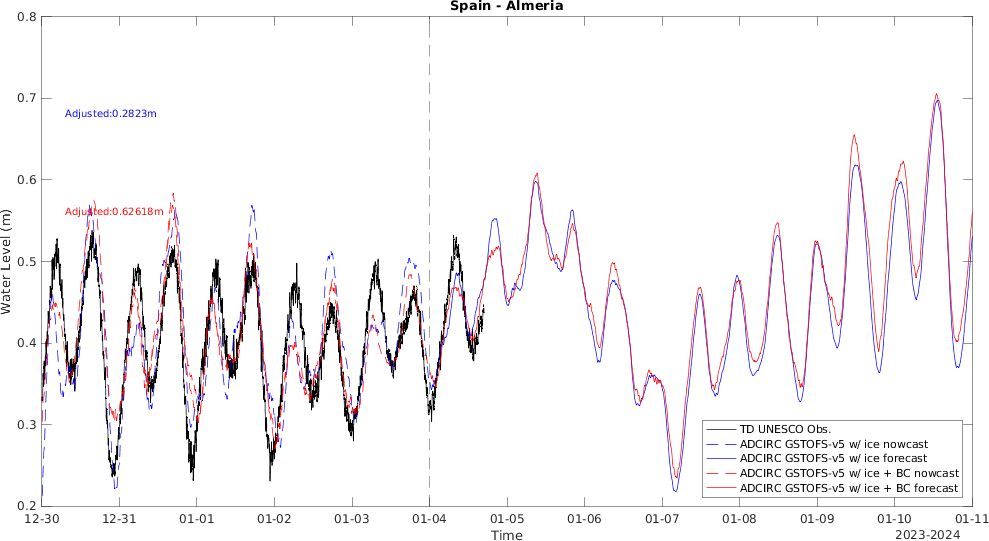 Spain - Almeria
0.8
0.7
0.6
0.5
0.4
0.3
0.2
Water Level (m)
Adjusted:0.2823m
Adjusted:0.62618m
TD UNESCO Obs.
ADCIRC GSTOFS-v5 w/ ice nowcast
ADCIRC GSTOFS-v5 w/ ice forecast
ADCIRC GSTOFS-v5 w/ ice + BC nowcast
ADCIRC GSTOFS-v5 w/ ice + BC forecast
12-30 12-31 01-01 01-02 01-03 01-04 01-05 01-06 01-07 01-08 01-09 01-10 01-11
Time
2023-2024